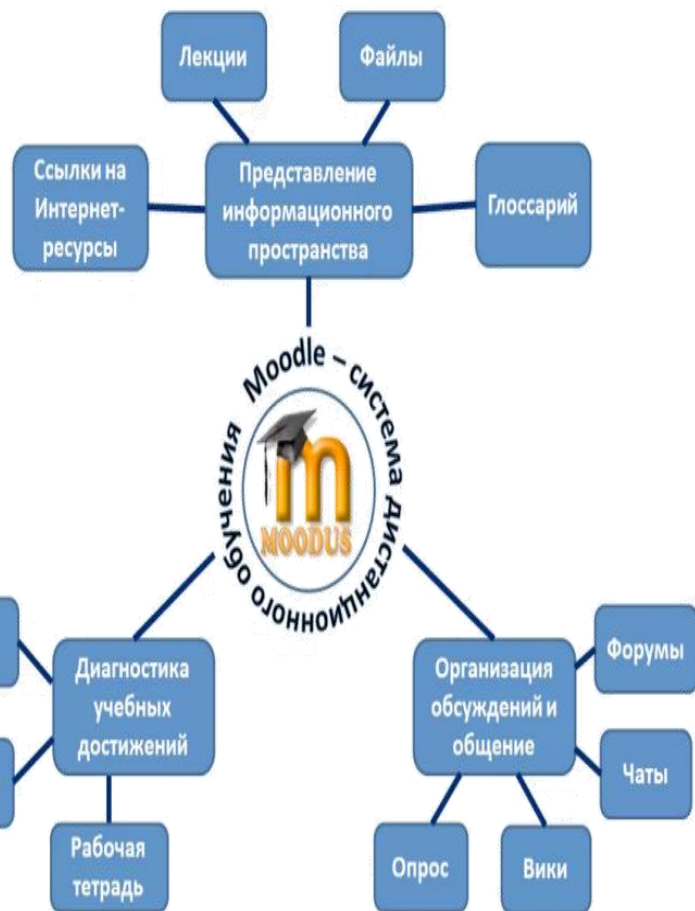 Лекции
Файлы
Ссылки на
Интернет-
ресурсы
Представление
информационного
пространства
Глоссарий
Moodle – система дистанционного обучения
m
MOODUS
Диагностика
учебных
достижений
Рабочая
тетрадь
Организация
обсуждений и
общение
Форумы
Чаты
Опрос
Вики